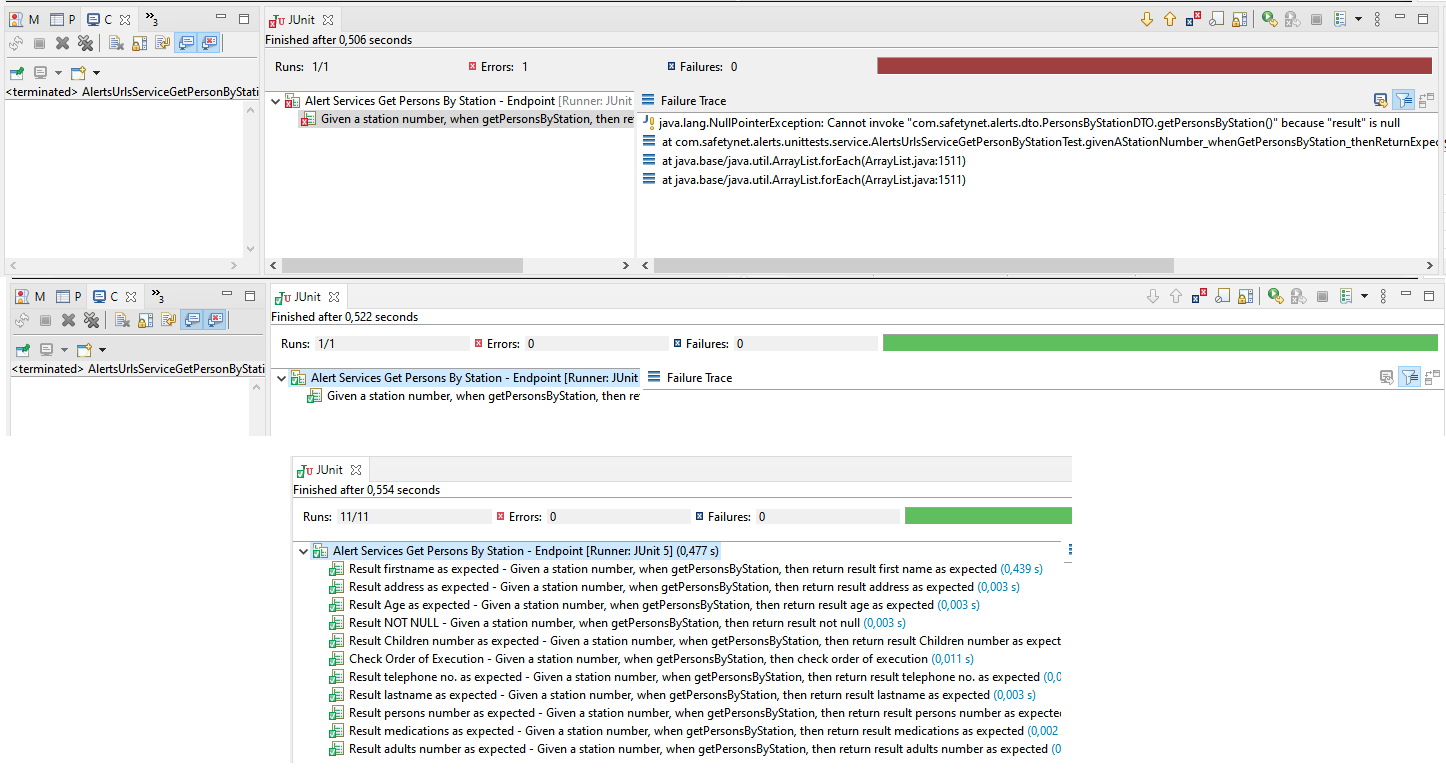 M P C »3
JUnit
Finished after 0,506 seconds
Runs: 1/1 Errors: 1 Failures: 0
<terminated> AlertsUrlsServiceGetPersonByStati
Alert Services Get Persons By Station - Endpoint [Runner: JUnit
Given a station number, when getPersonsByStation, then re
Failure Trace
java.lang.NullPointerException: Cannot invoke "com.safetynet.alerts.dto.PersonsByStationDTO.getPersonsByStation()" because "result" is null
at com.safetynet.alerts.unittests.service.AlertsUrlsServiceGetPersonByStationTest.givenAStationNumber_whenGetPersonsByStation_thenReturnExpec
at java.base/java.util.ArrayList.forEach(ArrayList.java:1511)
at java.base/java.util.ArrayList.forEach(ArrayList.java:1511)
M P C »3
JUnit
Finished after 0,522 seconds
Runs: 1/1 Errors: 0 Failures: 0
<terminated> AlertsUrlsServiceGetPersonByStati
Alert Services Get Persons By Station - Endpoint [Runner: JUnit
Given a station number, when getPersonsByStation, then re
Failure Trace
JUnit
Finished after 0,554 seconds
Runs: 11/11 Errors: 0 Failures: 0
Alert Services Get Persons By Station - Endpoint [Runner: JUnit 5] (0,477 s)
Result firstname as expected - Given a station number, when getPersonsByStation, then return result first name as expected (0,439 s)
Result address as expected - Given a station number, when getPersonsByStation, then return result address as expected (0,003 s)
Result Age as expected - Given a station number, when getPersonsByStation, then return result age as expected (0,003 s)
Result NOT NULL - Given a station number, when getPersonsByStation, then return result not null (0,003 s)
Result Children number as expected - Given a station number, when getPersonsByStation, then return result Children number as expect
Check Order of Execution - Given a station number, when getPersonsByStation, then check order of execution (0,011 s)
Result telephone no. as expected - Given a station number, when getPersonsByStation, then return result telephone no. as expected (0,0
Result lastname as expected - Given a station number, when getPersonsByStation, then return result lastname as expected (0,003 s)
Result persons number as expected - Given a station number, when getPersonsByStation, then return result persons number as expecte
Result medications as expected - Given a station number, when getPersonsByStation, then return result medications as expected (0,002
Result adults number as expected - Given a station number, when getPersonsByStation, then return result adults number as expected (0